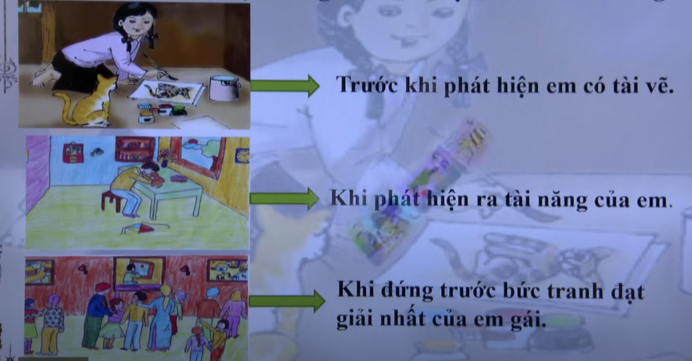 Trước khi phát hiện em có tài vẽ.
Khi phát hiện ra tài năng của em.
Khi đứng trước bức tranh đạt
giải nhất của em gái.